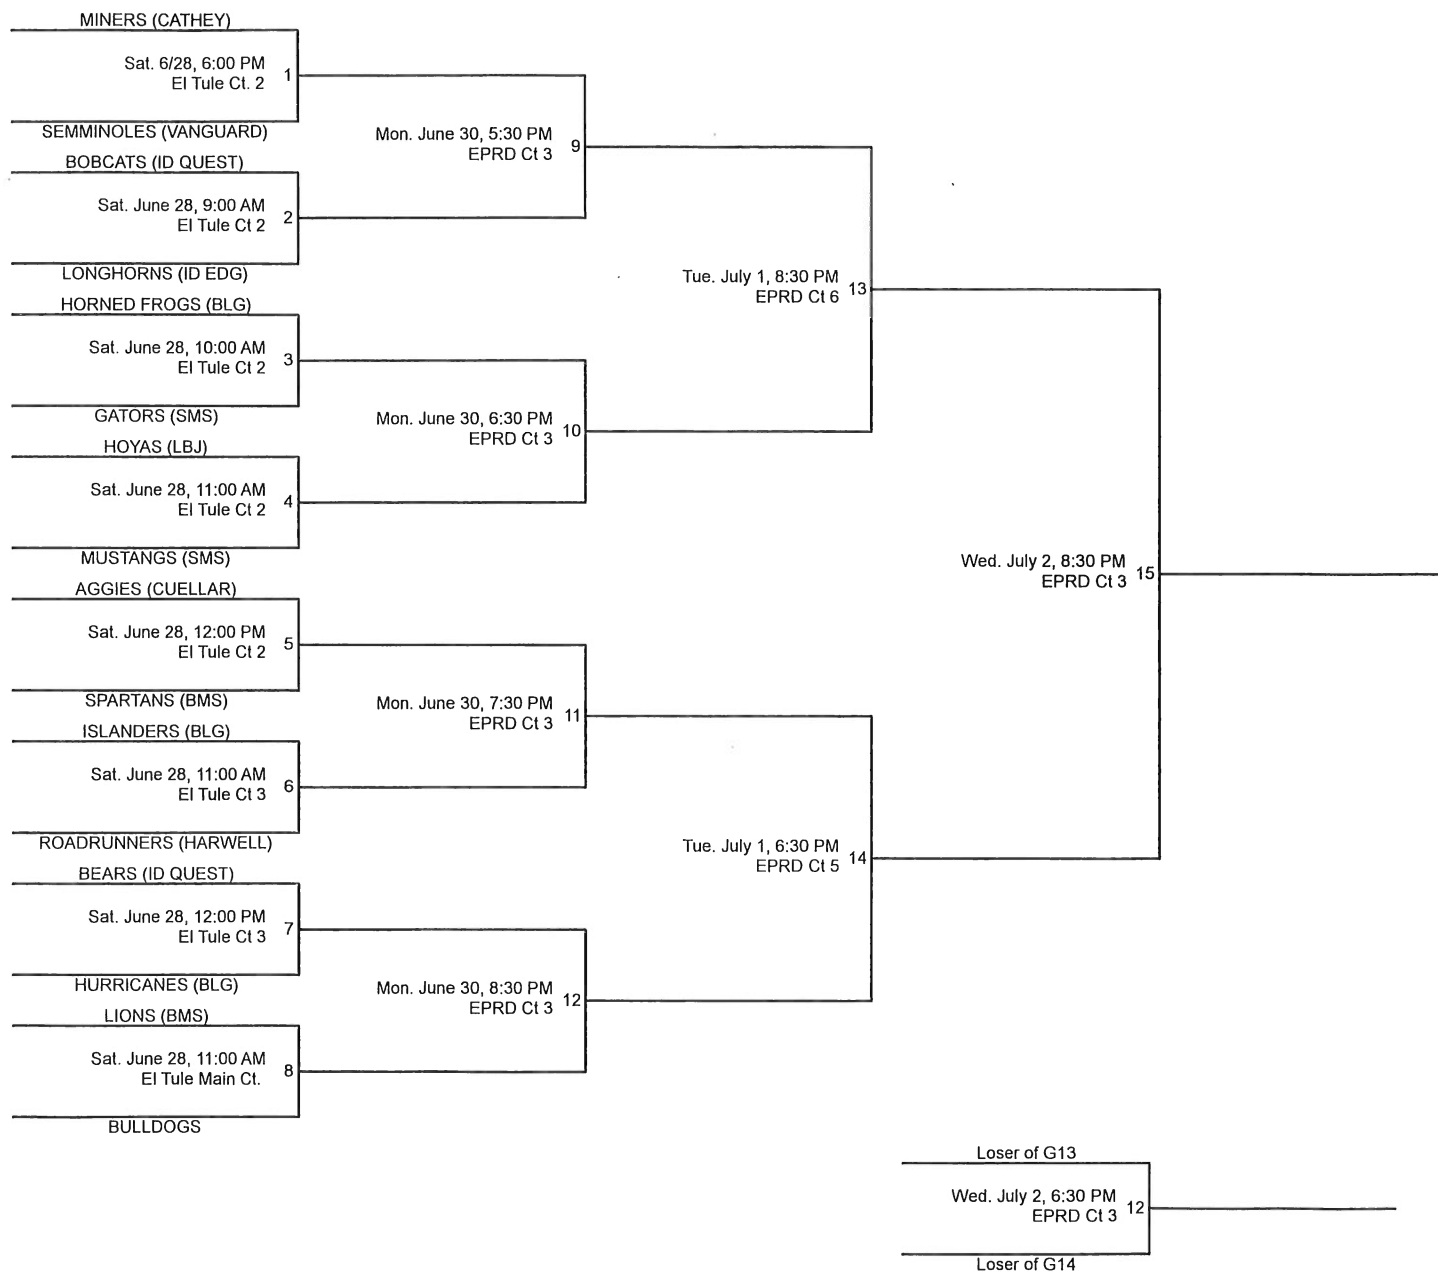 MINERS (CATHEY)
Sat. 6/28, 6:00 PM
El Tule Ct. 2
1
SEMMINOLES (VANGUARD)
BOBCATS (ID QUEST)
Sat. June 28, 9:00 AM
El Tule Ct 2
2
LONGHORNS (ID EDG)
HORNED FROGS (BLG)
Sat. June 28, 10:00 AM
El Tule Ct 2
3
GATORS (SMS)
HOYAS (LBJ)
Sat. June 28, 11:00 AM
El Tule Ct 2
4
MUSTANGS (SMS)
AGGIES (CUELLAR)
Sat. June 28, 12:00 PM
El Tule Ct 2
5
SPARTANS (BMS)
ISLANDERS (BLG)
Sat. June 28, 11:00 AM
El Tule Ct 3
6
ROADRUNNERS (HARWELL)
BEARS (ID QUEST)
Sat. June 28, 12:00 PM
El Tule Ct 3
7
HURRICANES (BLG)
LIONS (BMS)
Sat. June 28, 11:00 AM
El Tule Main Ct.
8
BULLDOGS
Mon. June 30, 5:30 PM
EPRD Ct 3
9
Mon. June 30, 6:30 PM
EPRD Ct 3
10
Mon. June 30, 7:30 PM
EPRD Ct 3
11
Mon. June 30, 8:30 PM
EPRD Ct 3
12
Tue. July 1, 8:30 PM
EPRD Ct 6
13
Tue. July 1, 6:30 PM
EPRD Ct 5
14
Wed. July 2, 8:30 PM
EPRD Ct 3
15
Loser of G13
Wed. July 2, 6:30 PM
EPRD Ct 3
12
Loser of G14